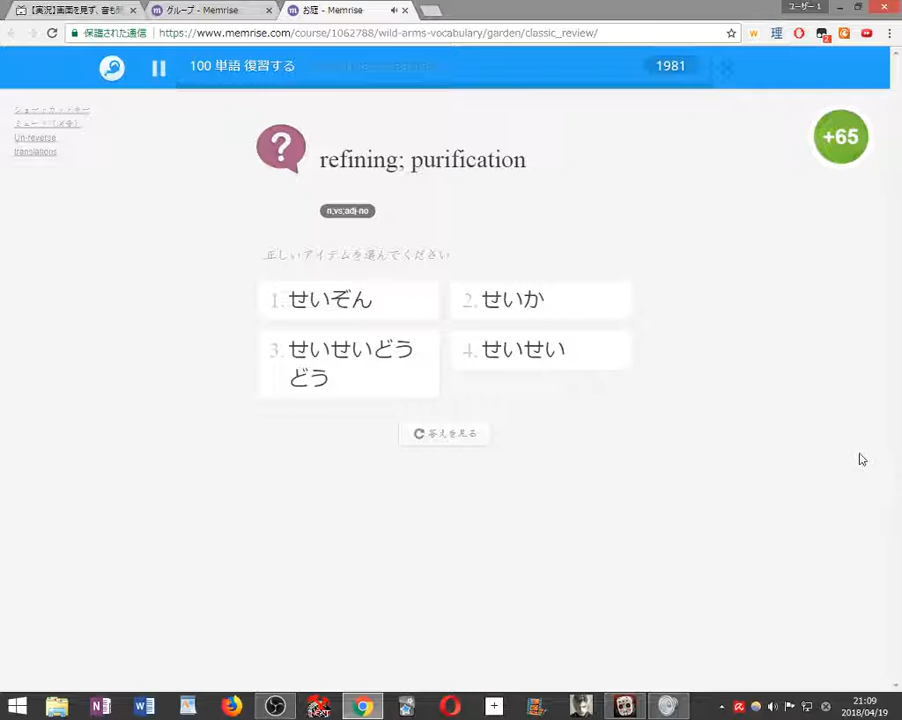 【実況】画面を見ず、音も聞
グループ - Memrise
お庭 - Memrise
ユーザー 1
保護された通信
https://www.memrise.com/course/1062788/wild-arms-vocabulary/garden/classic_review/
100 単語 復習する
1981
Un-reverse
translations
+65
?
refining; purification
n,vs;adj-no
正しいアイテムを選んでください
1. せいぞん
2. せいか
3. せいせいどう
どう
4. せいせい
答えを見る
21:09
2018/04/19